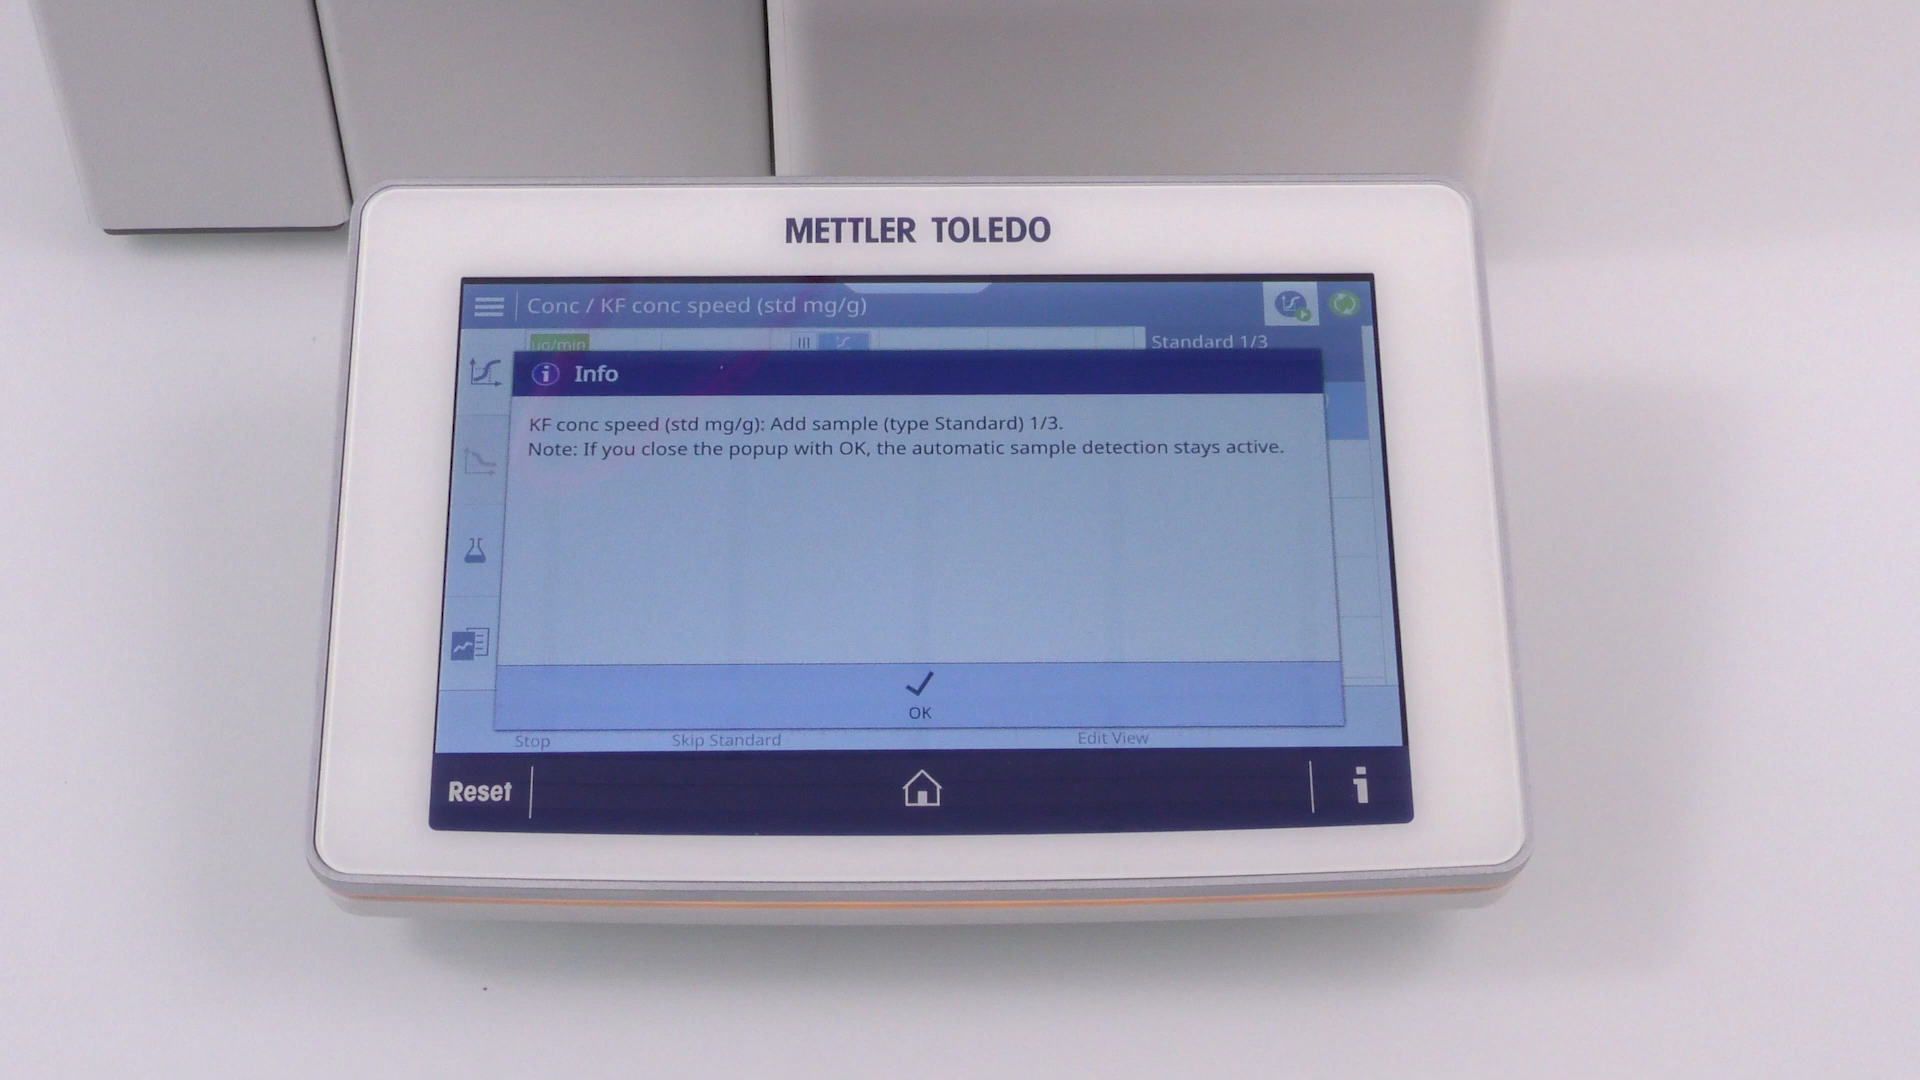 METTLER TOLEDO
Conc / KF conc speed (std mg/g)
ug/min
Standard 1/3
Info
KF conc speed (std mg/g): Add sample (type Standard) 1/3.
Note: If you close the popup with OK, the automatic sample detection stays active.
OK
Stop
Skip Standard
Edit View
Reset